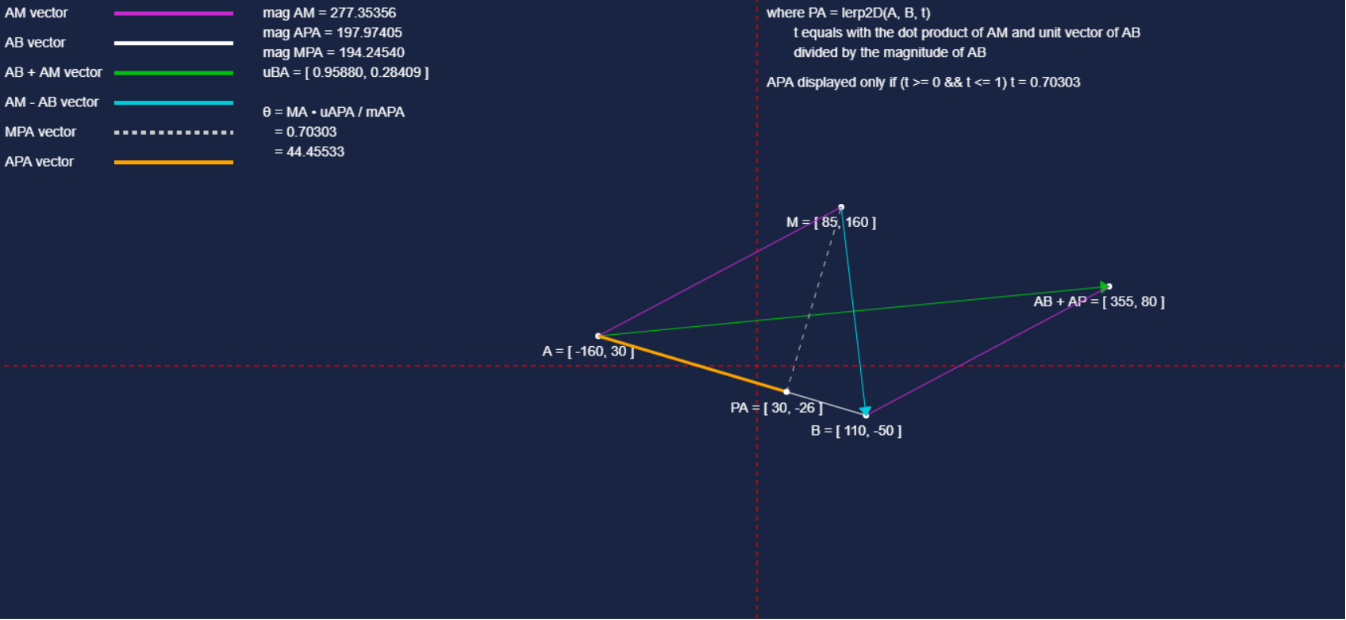 AM vector
AB vector
AB + AM vector
AM - AB vector
MPA vector
APA vector
mag AM = 277.35356
mag APA = 197.97405
mag MPA = 194.24540
uBA = [ 0.95880, 0.28409 ]
θ = MA • uAPA / mAPA
= 0.70303
= 44.45533
where PA = lerp2D(A, B, t)
t equals with the dot product of AM and unit vector of AB
divided by the magnitude of AB
APA displayed only if (t >= 0 && t <= 1) t = 0.70303
M = [ 85, 160 ]
AB + AP = [ 355, 80 ]
A = [ -160, 30 ]
PA = [ 30, -26 ]
B = [ 110, -50 ]